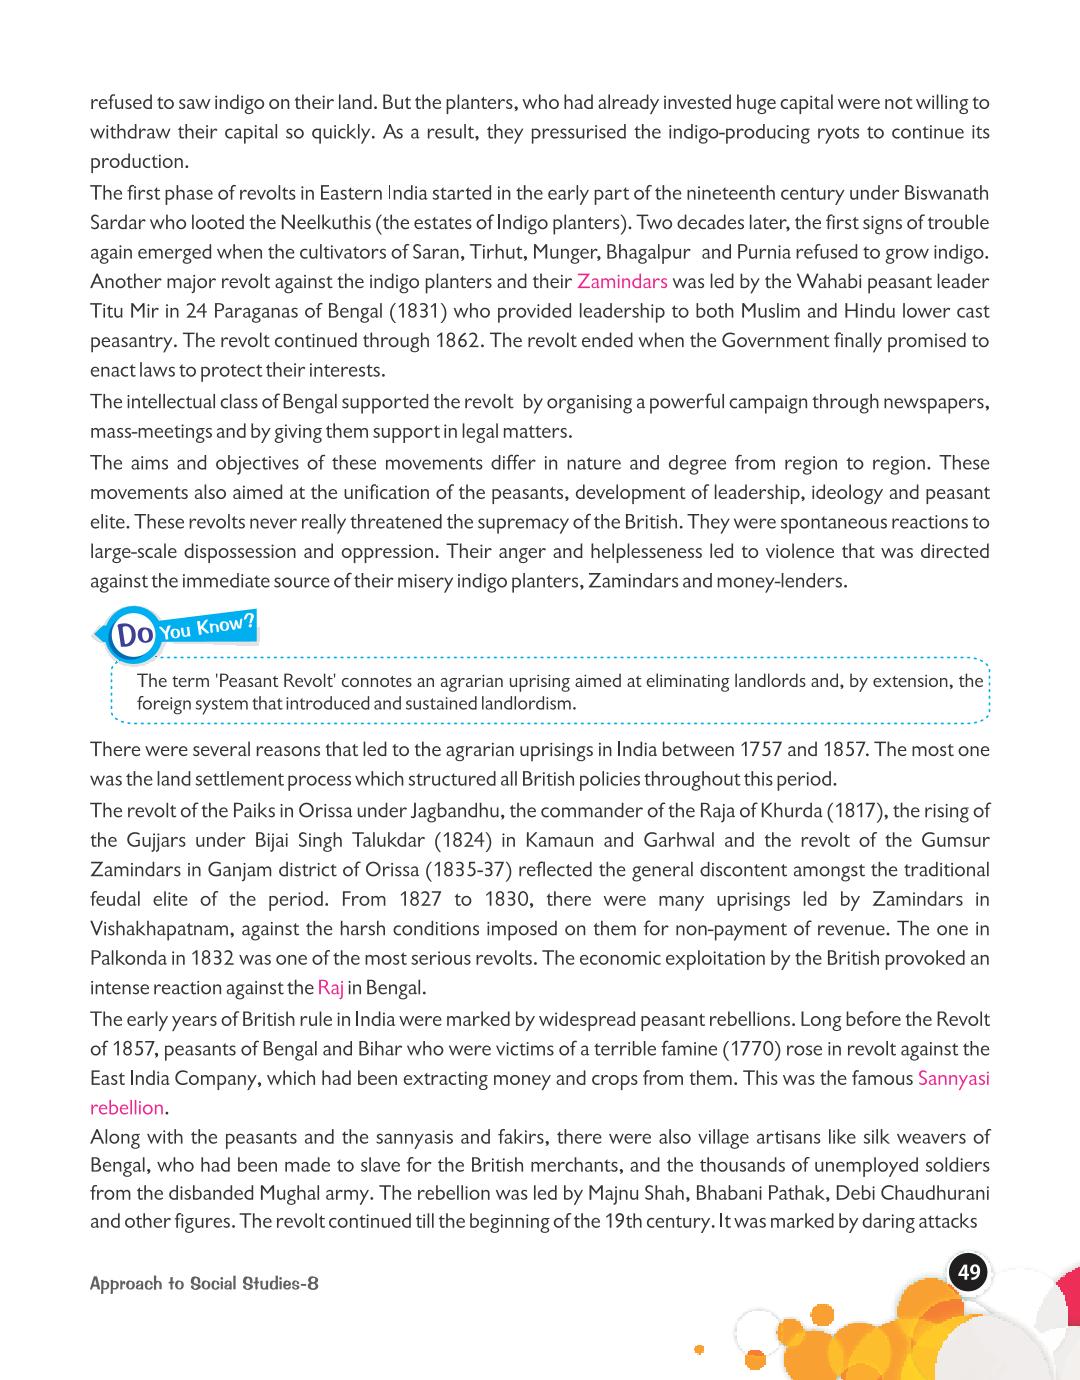 refused to saw indigo on their land. But the planters, who had already invested huge capital were not willing to
withdraw their capital so quickly. As a result, they pressurised the indigo-producing ryots to continue its
production.
The first phase of revolts in Eastern India started in the early part of the nineteenth century under Biswanath
Sardar who looted the Neelkuthis (the estates of Indigo planters). Two decades later, the first signs of trouble
again emerged when the cultivators of Saran, Tirhut, Munger, Bhagalpur and Purnia refused to grow indigo.
Another major revolt against the indigo planters and their Zamindars was led by the Wahabi peasant leader
Titu Mir in 24 Paraganas of Bengal (1831) who provided leadership to both Muslim and Hindu lower cast
peasantry. The revolt continued through 1862. The revolt ended when the Government finally promised to
enact laws to protect their interests.
The intellectual class of Bengal supported the revolt by organising a powerful campaign through newspapers,
mass-meetings and by giving them support in legal matters.
The aims and objectives of these movements differ in nature and degree from region to region. These
movements also aimed at the unification of the peasants, development of leadership, ideology and peasant
elite. These revolts never really threatened the supremacy of the British. They were spontaneous reactions to
large-scale dispossession and oppression. Their anger and helplesseness led to violence that was directed
against the immediate source of their misery indigo planters, Zamindars and money-lenders.
Do You Know?
The term 'Peasant Revolt' connotes an agrarian uprising aimed at eliminating landlords and, by extension, the
foreign system that introduced and sustained landlordism.
There were several reasons that led to the agrarian uprisings in India between 1757 and 1857. The most one
was the land settlement process which structured all British policies throughout this period.
The revolt of the Paiks in Orissa under Jagbandhu, the commander of the Raja of Khurda (1817), the rising of
the Gujjars under Bijai Singh Talukdar (1824) in Kamaun and Garhwal and the revolt of the Gumsur
Zamindars in Ganjam district of Orissa (1835-37) reflected the general discontent amongst the traditional
feudal elite of the period. From 1827 to 1830, there were many uprisings led by Zamindars in
Vishakhapatnam, against the harsh conditions imposed on them for non-payment of revenue. The one in
Palkonda in 1832 was one of the most serious revolts. The economic exploitation by the British provoked an
intense reaction against the Raj in Bengal.
The early years of British rule in India were marked by widespread peasant rebellions. Long before the Revolt
of 1857, peasants of Bengal and Bihar who were victims of a terrible famine (1770) rose in revolt against the
East India Company, which had been extracting money and crops from them. This was the famous Sannyasi
rebellion.
Along with the peasants and the sannyasis and fakirs, there were also village artisans like silk weavers of
Bengal, who had been made to slave for the British merchants, and the thousands of unemployed soldiers
from the disbanded Mughal army. The rebellion was led by Majnu Shah, Bhabani Pathak, Debi Chaudhurani
and other figures. The revolt continued till the beginning of the 19th century. It was marked by daring attacks
Approach to Social Studies-8
49